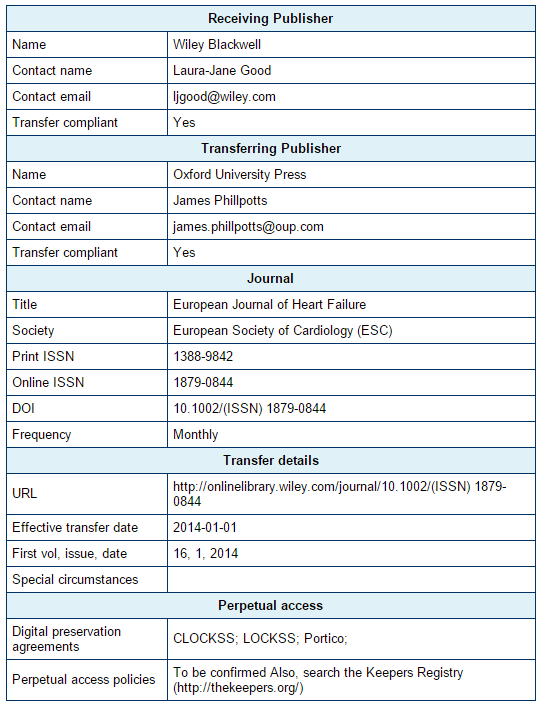 Receiving Publisher
Name Wiley Blackwell
Contact name Laura-Jane Good
Contact email ljgood@wiley.com
Transfer compliant Yes
Transferring Publisher
Name Oxford University Press
Contact name James Phillpotts
Contact email james.phillpotts@oup.com
Transfer compliant Yes
Journal
Title European Journal of Heart Failure
Society European Society of Cardiology (ESC)
Print ISSN 1388-9842
Online ISSN 1879-0844
DOI 10.1002/(ISSN) 1879-0844
Frequency Monthly
Transfer details
URL http://onlinelibrary.wiley.com/journal/10.1002/(ISSN) 1879-
0844
Effective transfer date 2014-01-01
First vol, issue, date 16, 1, 2014
Special circumstances
Perpetual access
Digital preservation
agreements CLOCKSS; LOCKSS; Portico;
Perpetual access policies To be confirmed Also, search the Keepers Registry
(http://thekeepers.org/)